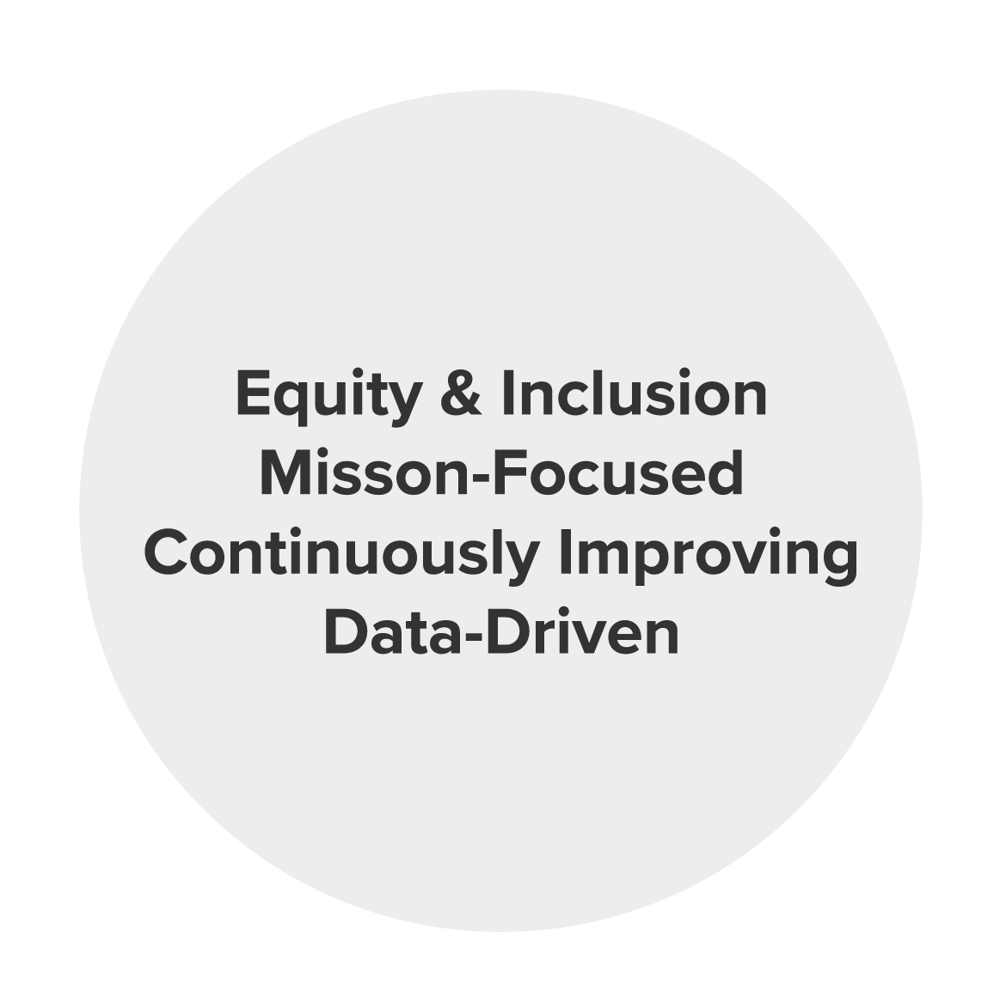 Equity & Inclusion
Misson-Focused
Continuously Improving
Data-Driven